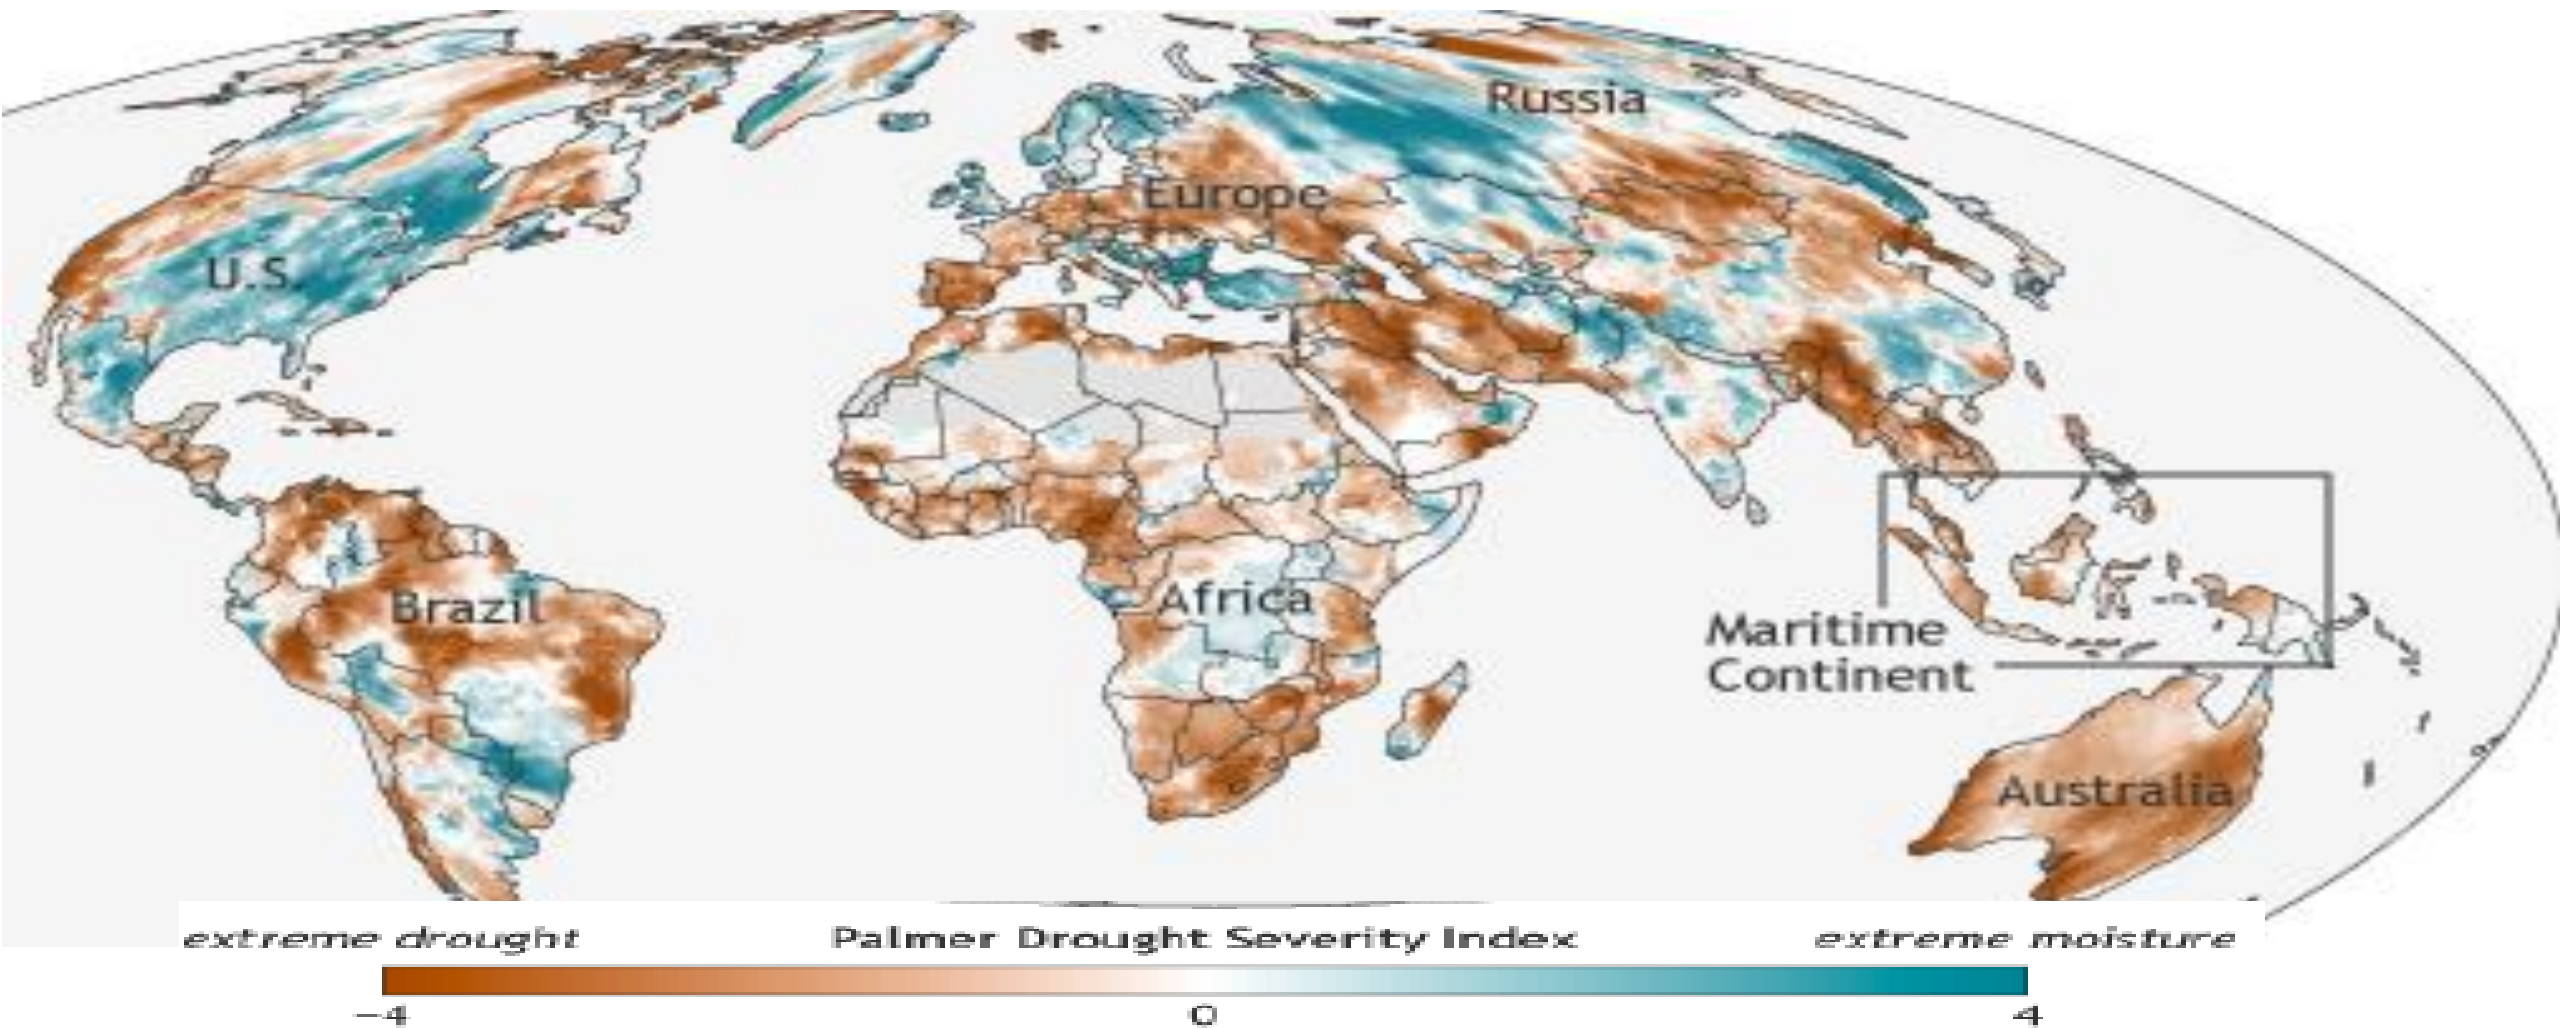 Russia
Europe
U.S.
Brazil
Africa
Maritime
Continent
Australia
extreme drought
Palmer Drought Severity Index
extreme moisture
−4
0
4